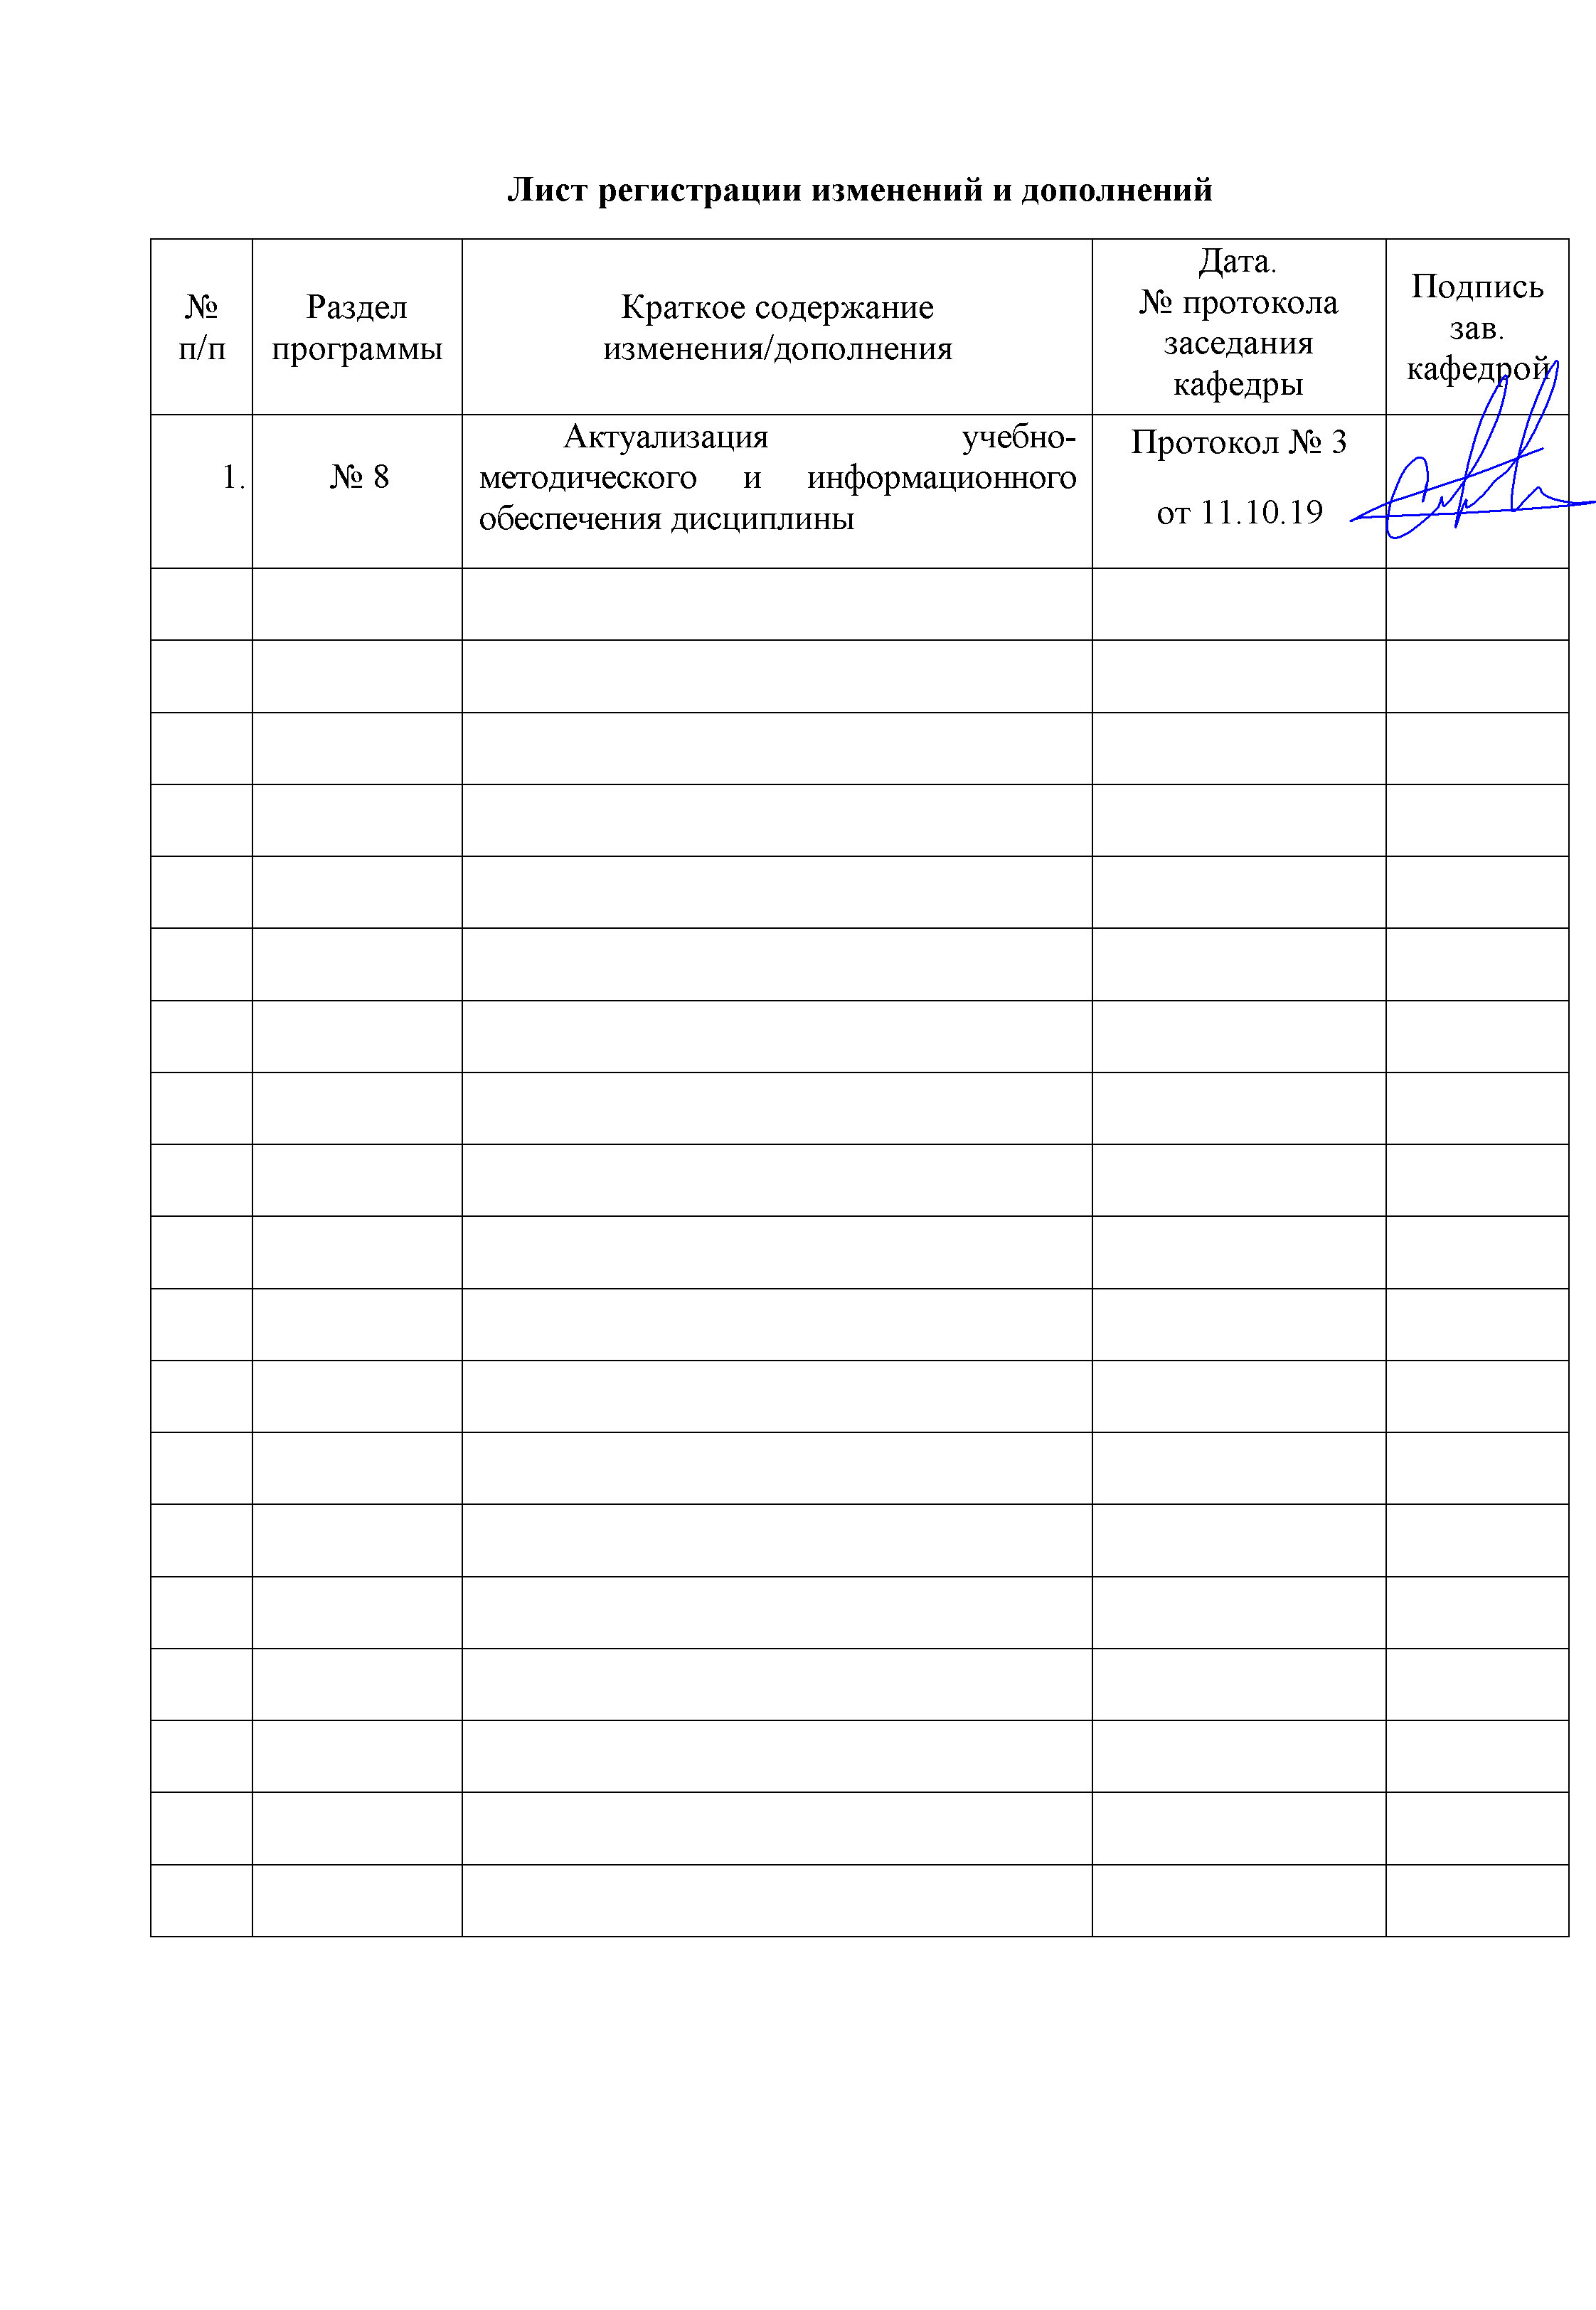 Лист регистрации изменений и дополнений
№
п/п
Раздел
программы
Краткое содержание
изменения/дополнения
Дата.
№ протокола
заседания
кафедры
Подпись
зав.
кафедрой
1.
№ 8
Актуализация учебно-
методического и информационного
обеспечения дисциплины
Протокол № 3
от 11.10.19